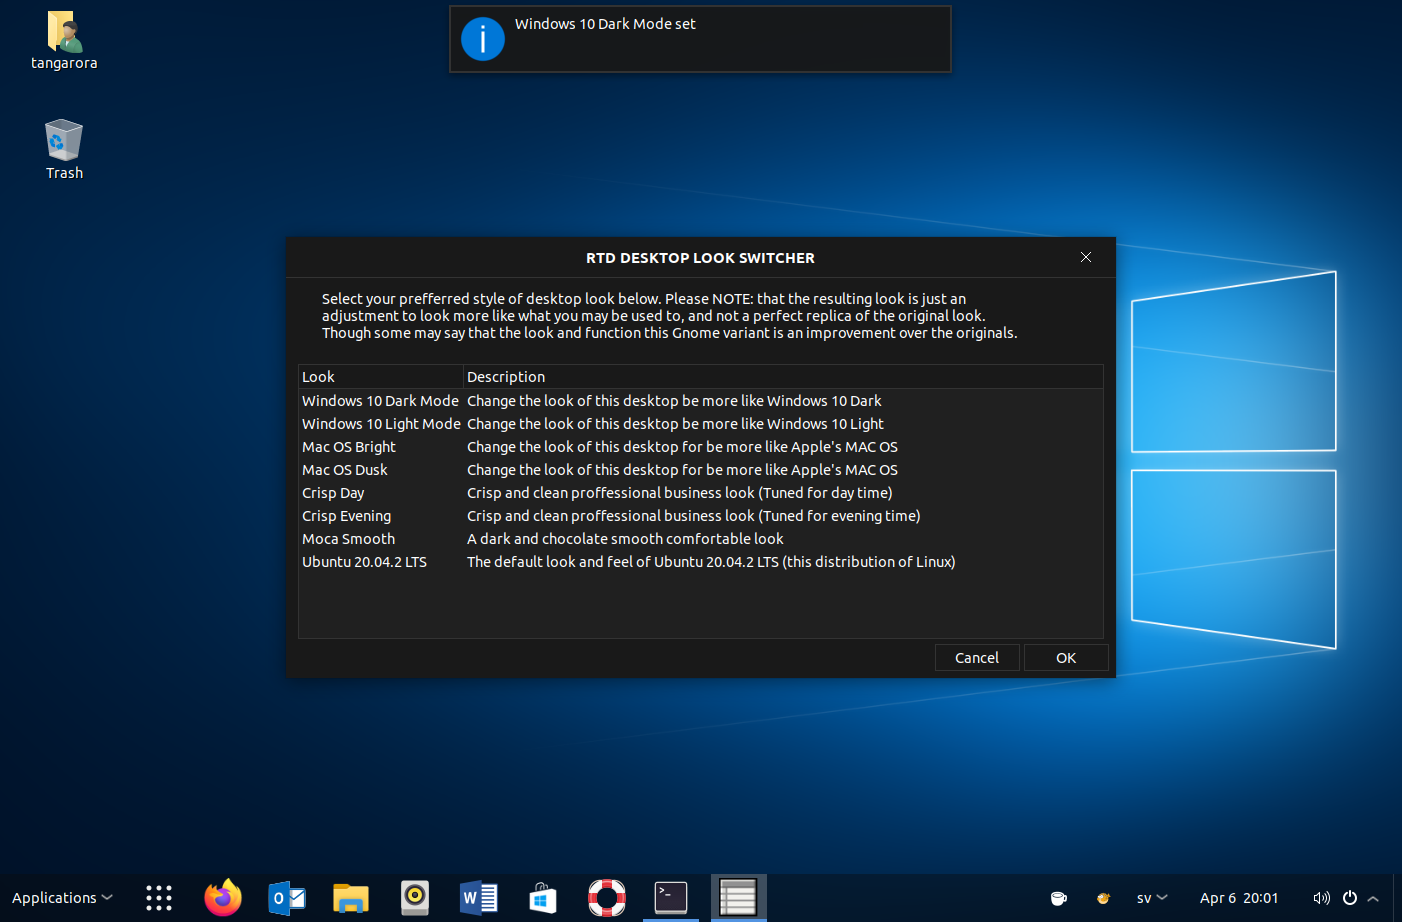 tangarora
Trash
Windows 10 Dark Mode set
RTD DESKTOP LOOK SWITCHER
Select your prefferred style of desktop look below. Please NOTE: that the resulting look is just an
adjustment to look more like what you may be used to, and not a perfect replica of the original look.
Though some may say that the look and function this Gnome variant is an improvement over the originals.
Look Description
Windows 10 Dark Mode Change the look of this desktop be more like Windows 10 Dark
Windows 10 Light Mode Change the look of this desktop be more like Windows 10 Light
Mac OS Bright Change the look of this desktop for be more like Apple's MAC OS
Mac OS Dusk Change the look of this desktop for be more like Apple's MAC OS
Crisp Day Crisp and clean proffessional business look (Tuned for day time)
Crisp Evening Crisp and clean proffessional business look (Tuned for evening time)
Moca Smooth A dark and chocolate smooth comfortable look
Ubuntu 20.04.2 LTS The default look and feel of Ubuntu 20.04.2 LTS (this distribution of Linux)
Cancel OK
Applications sv Apr 6 20:01